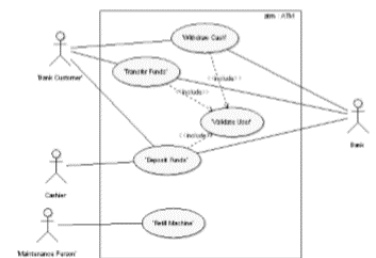 ATM
'Withdraw Cash'
'Transfer Funds'
<<include>>
'Bank Customer'
<<include>>
'Validate User'
Bank
<<include>>
'Deposit Funds'
Cashier
'Refill Machine'
'Maintenance Person'